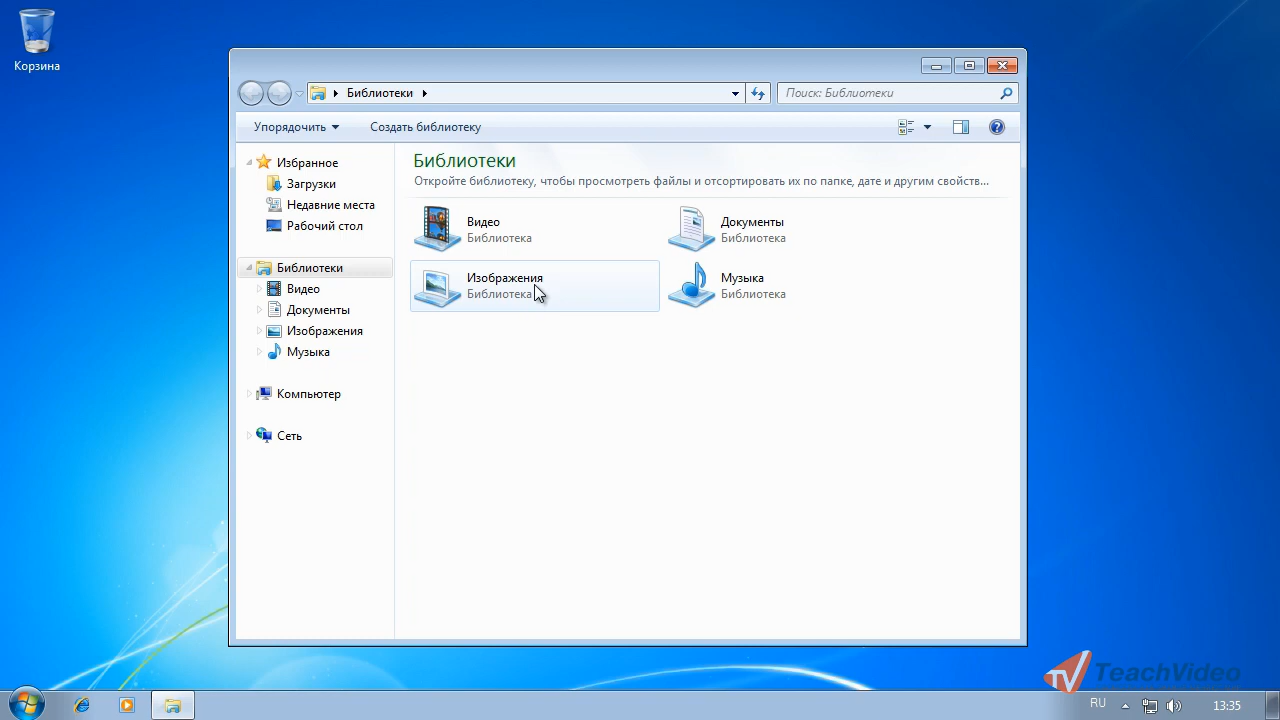 Корзина
Библиотеки
Поиск: Библиотеки
Упорядочить
Создать библиотеку
Избранное
Загрузки
Недавние места
Рабочий стол
Библиотеки
Видео
Документы
Изображения
Музыка
Компьютер
Сеть
Библиотеки
Откройте библиотеку, чтобы просмотреть файлы и отсортировать их по папке, дате и другим свойств...
Видео
Библиотека
Документы
Библиотека
Изображения
Библиотека
Музыка
Библиотека
TV TeachVideo
RU
13:35